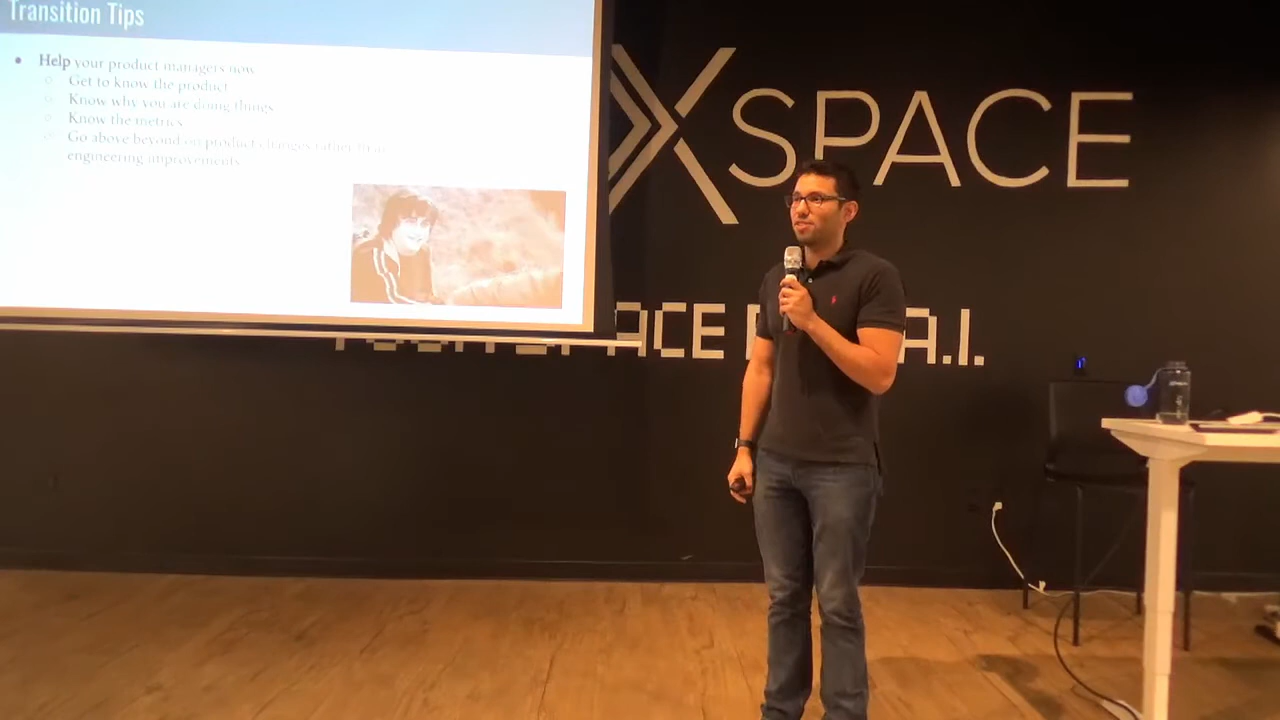 Transition Tips
Help your product managers now
Get to know the product
Know why you are doing things
Know the metrics
Go above beyond on product changes rather than
engineering improvements
XSPACE
SPACE
A.I.